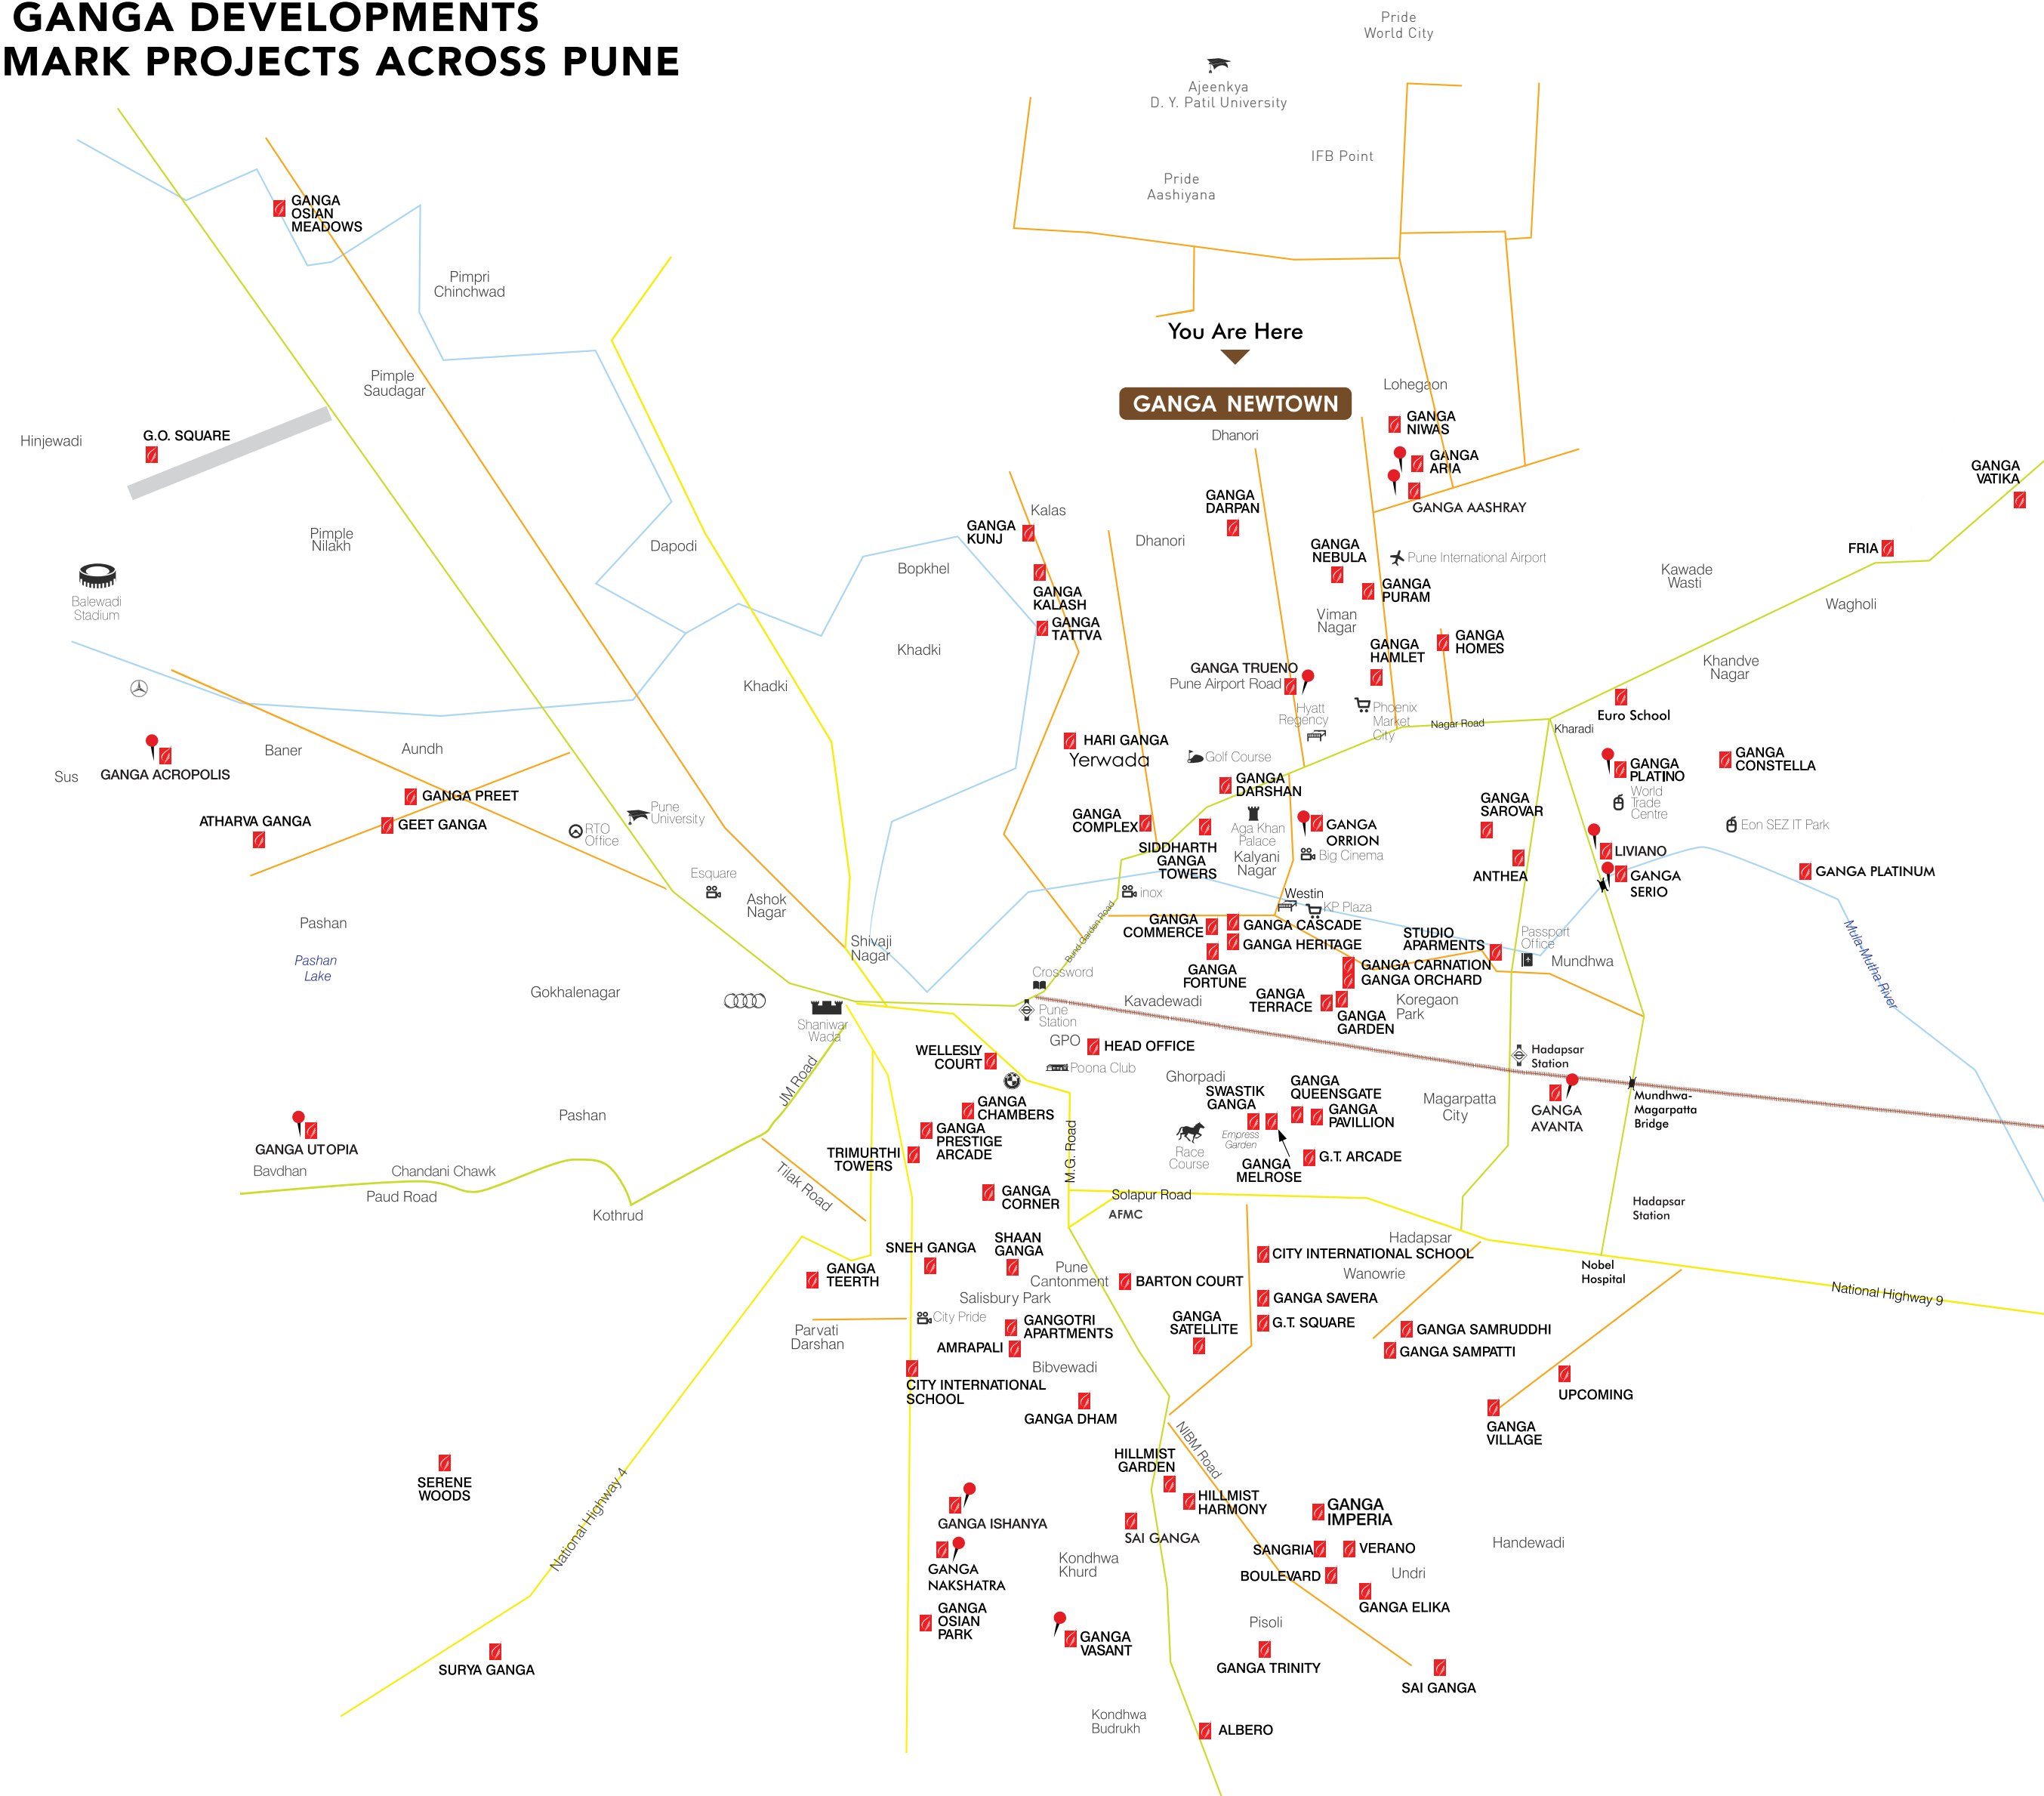 GANGA DEVELOPMENTS
MARK PROJECTS ACROSS PUNE
Pride
World City
Ajeenkya
D. Y. Patil University
IFB Point
Pride
Aashiyana
GANGA
OSIAN
MEADOWS
Pimpri
Chinchwad
You Are Here
Pimple
Saudagar
Lohegaon
GANGA NEWTOWN
GANGA
NIWAS
Dhanori
Hinjewadi
G.O. SQUARE
GANGA
ARIA
GANGA
VATIKA
GANGA
DARPAN
GANGA AASHRAY
Kalas
GANGA
KUNJ
Pimple
Nilakh
Dapodi
Dhanori
GANGA
NEBULA
Pune International Airport
FRIA
Bopkhel
Kawade
Wasti
Balewadi
Stadium
GANGA
KALASH
GANGA
PURAM
Wagholi
GANGA
TATTVA
Viman
Nagar
GANGA
HOMES
Khadki
GANGA
HAMLET
GANGA TRUENO
Pune Airport Road
Khandve
Nagar
Khadki
Hyatt
Regency
Phoenix
Market
City
Nagar Road
Euro School
Kharadi
HARI GANGA
Yerwada
Golf Course
Baner
Aundh
Sus
GANGA ACROPOLIS
GANGA
CONSTELLA
GANGA
PLATINO
GANGA
DARSHAN
World
Trade
Centre
GANGA PREET
GANGA
SAROVAR
Pune
University
ATHARVA GANGA
GEET GANGA
RTO
Office
GANGA
COMPLEX
Aga Khan
Palace
GANGA
ORRION
Eon SEZ IT Park
SIDDHARTH
GANGA
TOWERS
Kalyani
Nagar
Big Cinema
LIVIANO
Esquare
ANTHEA
GANGA
SERIO
GANGA PLATINUM
inox
Westin
KP Plaza
Ashok
Nagar
Pashan
Bund Garden Road
GANGA
COMMERCE
GANGA CASCADE
GANGA HERITAGE
STUDIO
APARMENTS
Passport
Office
Mula-Mutha River
Shivaji
Nagar
Pashan
Lake
GANGA
FORTUNE
GANGA CARNATION
GANGA ORCHARD
Mundhwa
Crossword
Gokhalenagar
Kavadewadi
GANGA
TERRACE
Koregaon
Park
Pune
Station
GANGA
GARDEN
Shaniwar
Wada
GPO
HEAD OFFICE
WELLESLY
COURT
Hadapsar
Station
Poona Club
JM Road
Ghorpadi
GANGA
QUEENSGATE
SWASTIK
GANGA
Magarpatta
City
Mundhwa-
Magarpatta
Bridge
GANGA
CHAMBERS
GANGA
PAVILLION
GANGA
AVANTA
Pashan
Empress
Garden
GANGA
PRESTIGE
ARCADE
M.G. Road
GANGA UTOPIA
TRIMURTHI
TOWERS
Race
Course
G.T. ARCADE
GANGA
MELROSE
Bavdhan
Chandani Chawk
Tilak Road
Paud Road
GANGA
CORNER
Solapur Road
AFMC
Kothrud
Hadapsar
Station
SNEH GANGA
SHAAN
GANGA
Hadapsar
CITY INTERNATIONAL SCHOOL
GANGA
TEERTH
Pune
Cantonment
BARTON COURT
Wanowrie
Nobel
Hospital
National Highway 9
Salisbury Park
GANGA SAVERA
City Pride
GANGOTRI
APARTMENTS
GANGA
SATELLITE
G.T. SQUARE
GANGA SAMRUDDHI
Parvati
Darshan
AMRAPALI
GANGA SAMPATTI
Bibvewadi
CITY INTERNATIONAL
SCHOOL
UPCOMING
GANGA DHAM
GANGA
VILLAGE
NIBM Road
HILLMIST
GARDEN
SERENE
WOODS
HILLMIST
HARMONY
GANGA
IMPERIA
National Highway 4
GANGA ISHANYA
SAI GANGA
Handewadi
SANGRIA
VERANO
Kondhwa
Khurd
GANGA
NAKSHATRA
BOULEVARD
Undri
GANGA ELIKA
GANGA
OSIAN
PARK
Pisoli
GANGA
VASANT
SURYA GANGA
GANGA TRINITY
SAI GANGA
Kondhwa
Budrukh
ALBERO